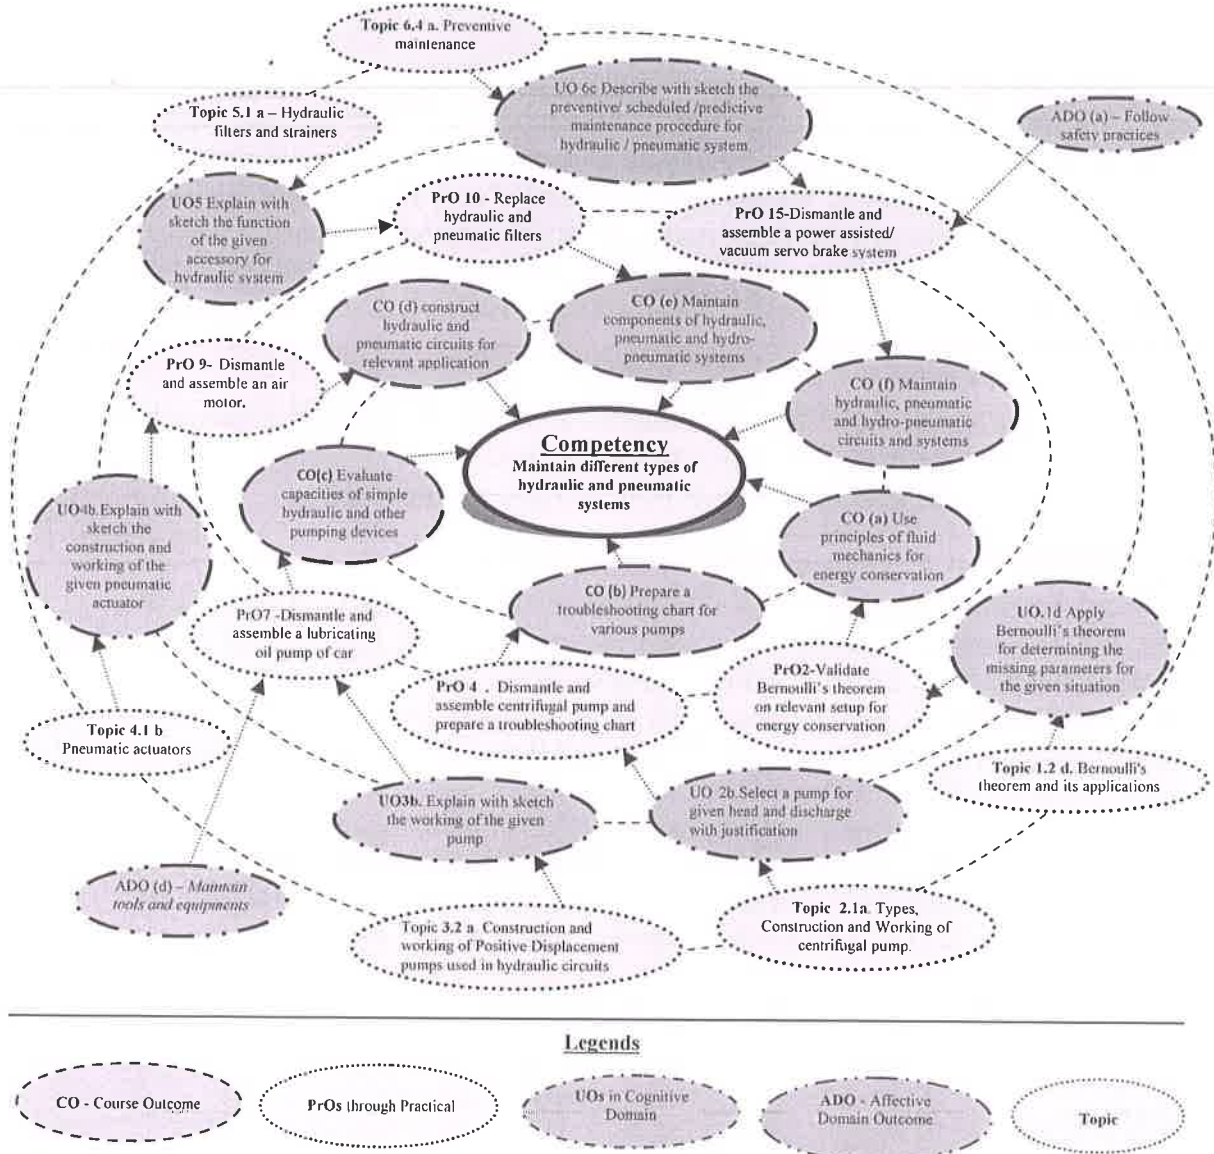 Topic 6.4 a. Preventive
maintenance
UO 6c Describe with sketch the
preventive/ scheduled /predictive
maintenance procedure for
hydraulic / pneumatic system
Topic 5.1 a – Hydraulic
filters and strainers
ADO (a) – Follow
safety practices
UO5 Explain with
sketch the function
of the given
accessory for
hydraulic system
PrO 10 - Replace
hydraulic and
pneumatic filters
PrO 15-Dismantle and
assemble a power assisted/
vacuum servo brake system
CO (d) construct
hydraulic and
pneumatic circuits for
relevant application
CO (e) Maintain
components of hydraulic,
pneumatic and hydro-
pneumatic systems
PrO 9- Dismantle
and assemble an air
motor.
CO (f) Maintain
hydraulic, pneumatic
and hydro-pneumatic
circuits and systems
Competency
Maintain different types of
hydraulic and pneumatic
systems
CO(c) Evaluate
capacities of simple
hydraulic and other
pumping devices
UO4b.Explain with
sketch the
construction and
working of the
given pneumatic
actuator
CO (a) Use
principles of fluid
mechanics for
energy conservation
CO (b) Prepare a
troubleshooting chart for
various pumps
PrO7 -Dismantle and
assemble a lubricating
oil pump of car
UO.1d Apply
Bernoulli's theorem
for determining the
missing parameters for
the given situation
PrO 4 . Dismantle and
assemble centrifugal pump and
prepare a troubleshooting chart
PrO2-Validate
Bernoulli's theorem
on relevant setup for
energy conservation
Topic 4.1 b
Pneumatic actuators
Topic 1.2 d. Bernoulli's
theorem and its applications
UO3b. Explain with sketch
the working of the given
pump
UO 2b.Select a pump for
given head and discharge
with justification
ADO (d) – Maintain
tools and equipments
Topic 3.2 a Construction and
working of Positive Displacement
pumps used in hydraulic circuits
Topic 2.1a. Types,
Construction and Working of
centrifugal pump.
Legends
CO - Course Outcome
PrOs through Practical
UOs in Cognitive
Domain
ADO - Affective
Domain Outcome
Topic